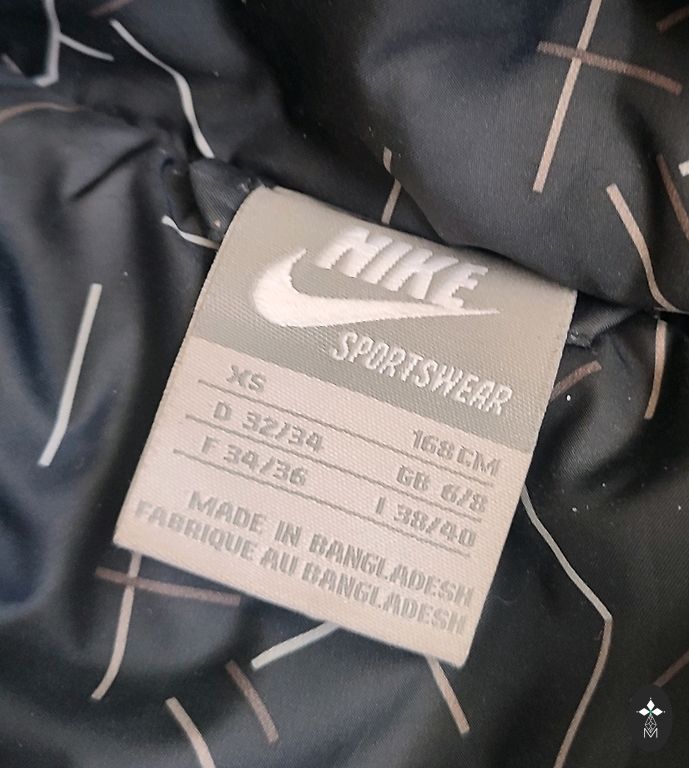 NIKE
SPORTSWEAR
XS 168 CM
D 32/34 GB 6/8
F 34/36 I 38/40
MADE IN BANGLADESH
FABRIQUE AU BANGLADESH
M